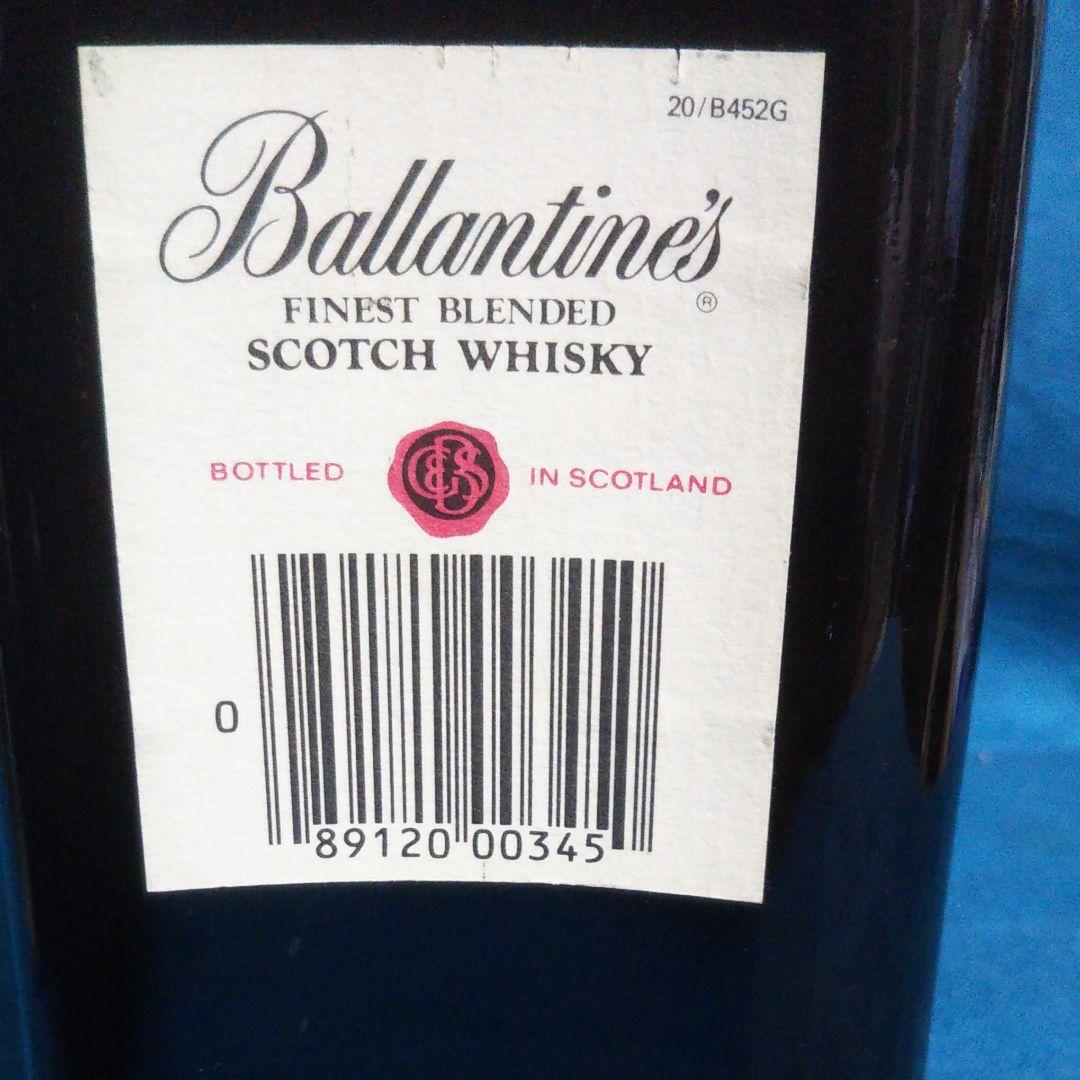 20/B452G
Ballantine's
®
FINEST BLENDED
SCOTCH WHISKY
BOTTLED IN SCOTLAND
0 89120 00345